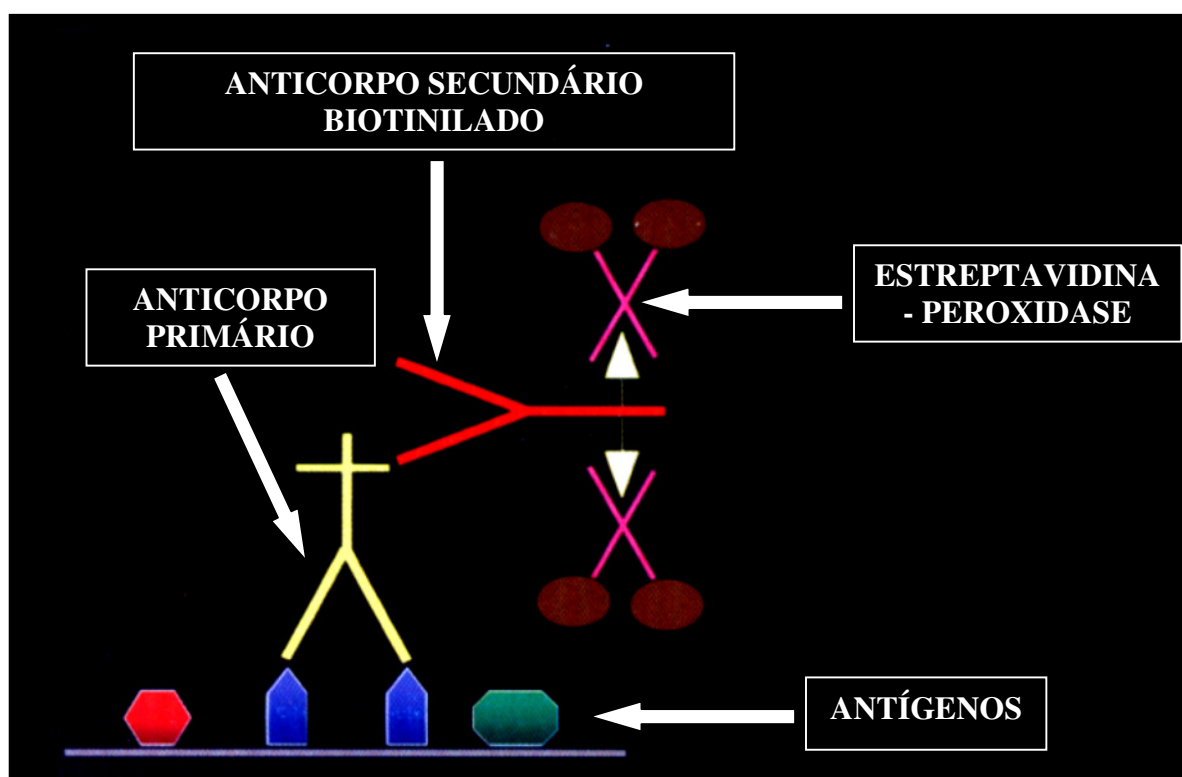 ANTICORPO SECUNDÁRIO
BIOTINILADO
ANTICORPO
PRIMÁRIO
ESTREPTAVIDINA
- PEROXIDASE
ANTÍGENOS